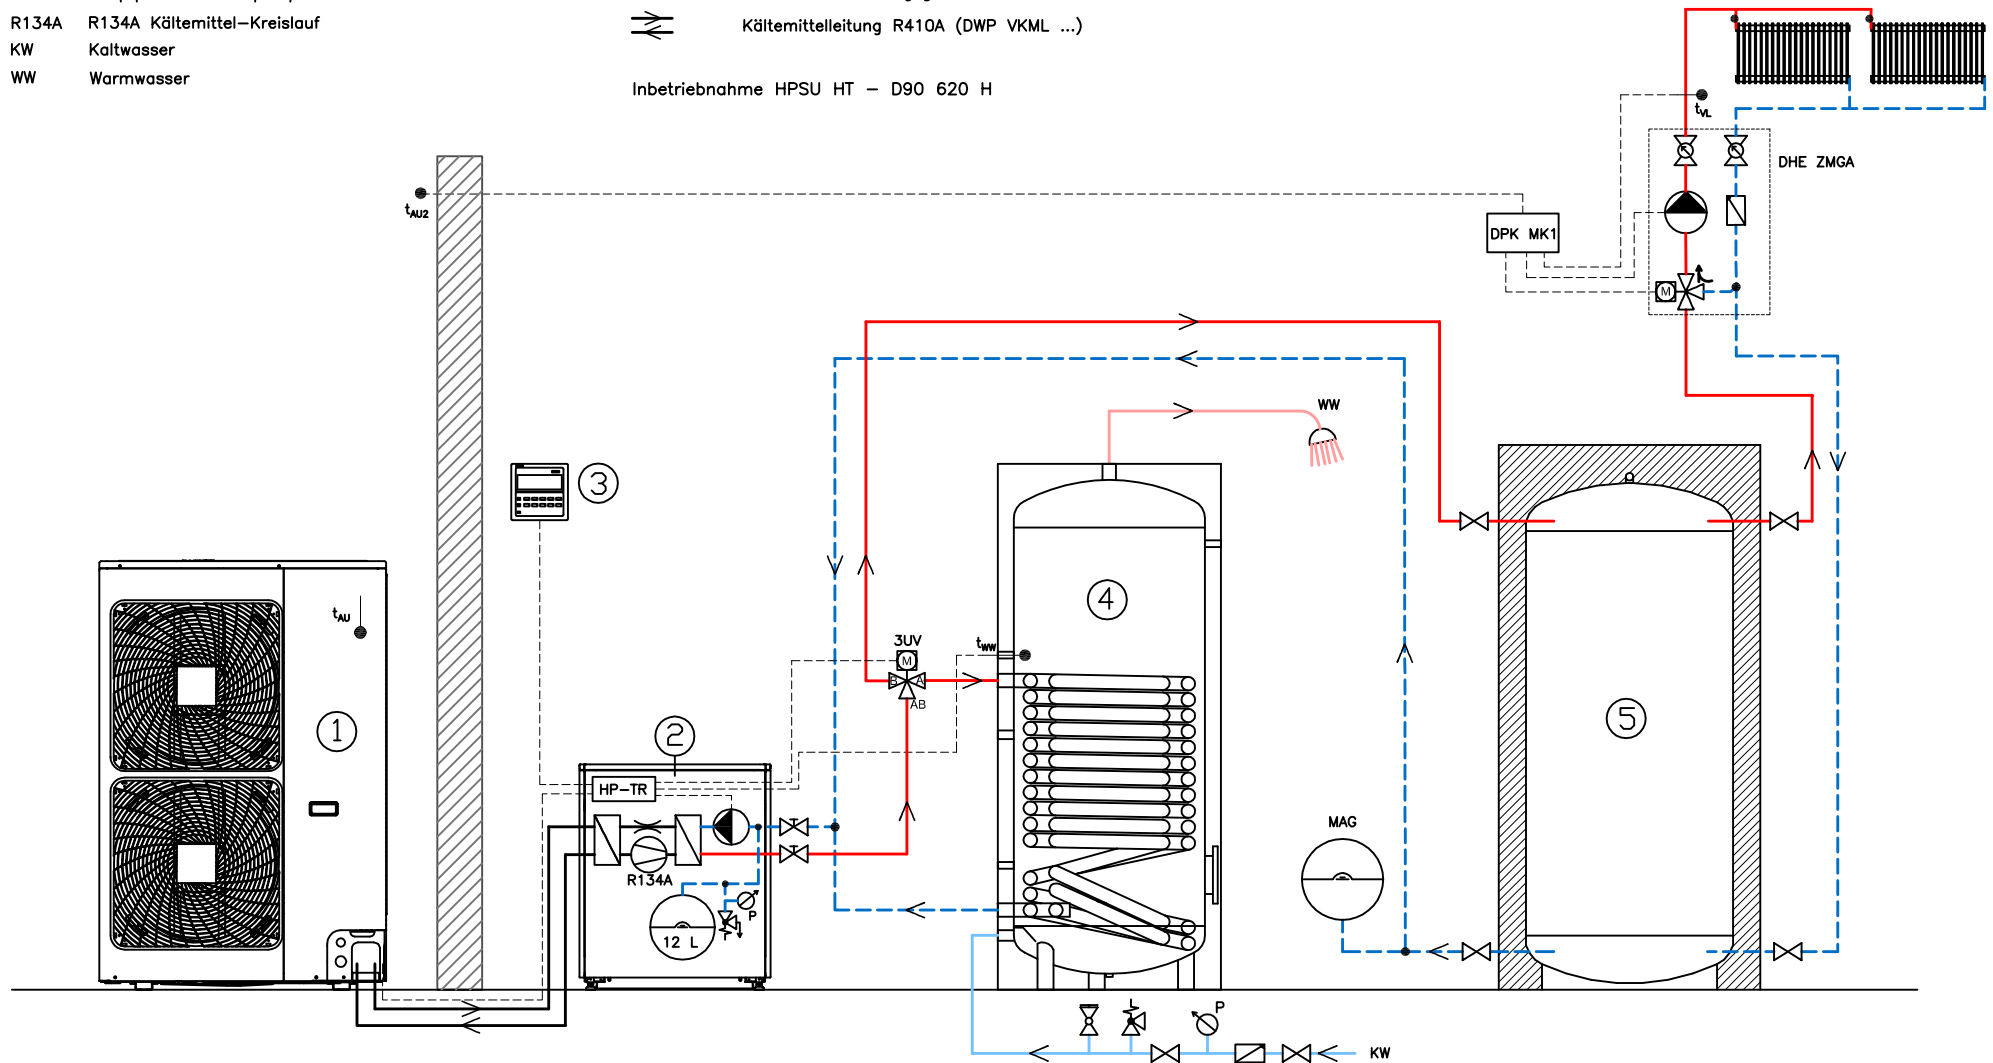 R134A R134A Kältemittel-Kreislauf
KW Kaltwasser
WW Warmwasser
Kältemittelleitung R410A (DWP VKML ...)
Inbetriebnahme HPSU HT - D90 620 H
tVL
DHE ZMGA
tAU2
DPK MK1
M
WW
3
4
tAU
3UV
M
B A
AB
tWW
5
1
2
HP-TR
MAG
R134A
P
12 L
P
KW